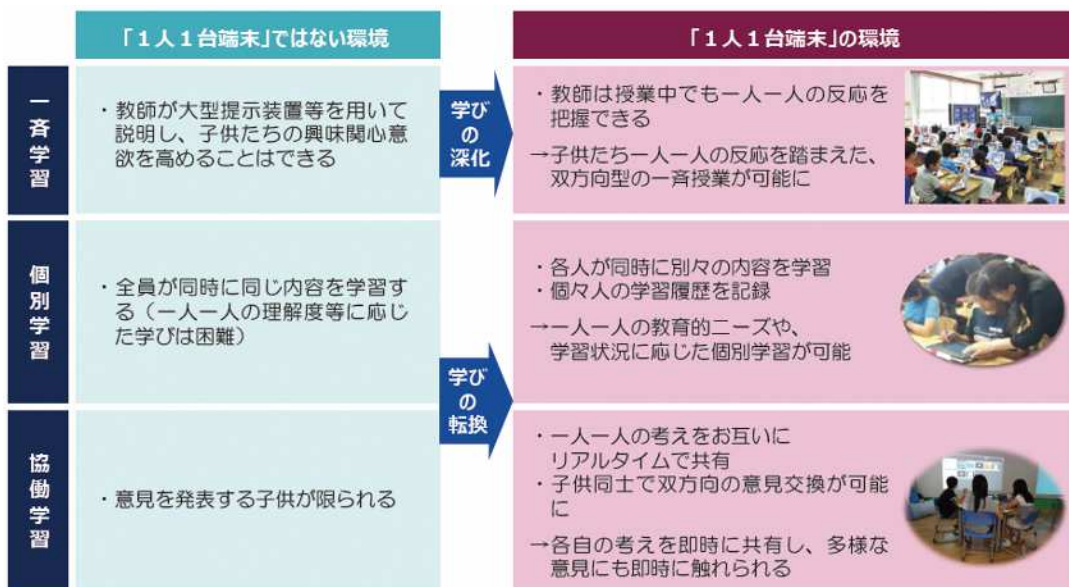 「１人１台端末」ではない環境
「１人１台端末」の環境
一斉学習
・教師が大型提示装置等を用いて
説明し、子供たちの興味関心意
欲を高めることはできる
学び
の
深化
・教師は授業中でも一人一人の反応を
把握できる
→子供たち一人一人の反応を踏まえた、
双方向型の一斉授業が可能に
個別学習
・全員が同時に同じ内容を学習す
る（一人一人の理解度等に応じ
た学びは困難）
学び
の
転換
・各人が同時に別々の内容を学習
・個々人の学習履歴を記録
→一人一人の教育的ニーズや、
学習状況に応じた個別学習が可能
協働学習
・意見を発表する子供が限られる
・一人一人の考えをお互いに
リアルタイムで共有
・子供同士で双方向の意見交換が可能
に
→各自の考えを即時に共有し、多様な
意見にも即時に触れられる